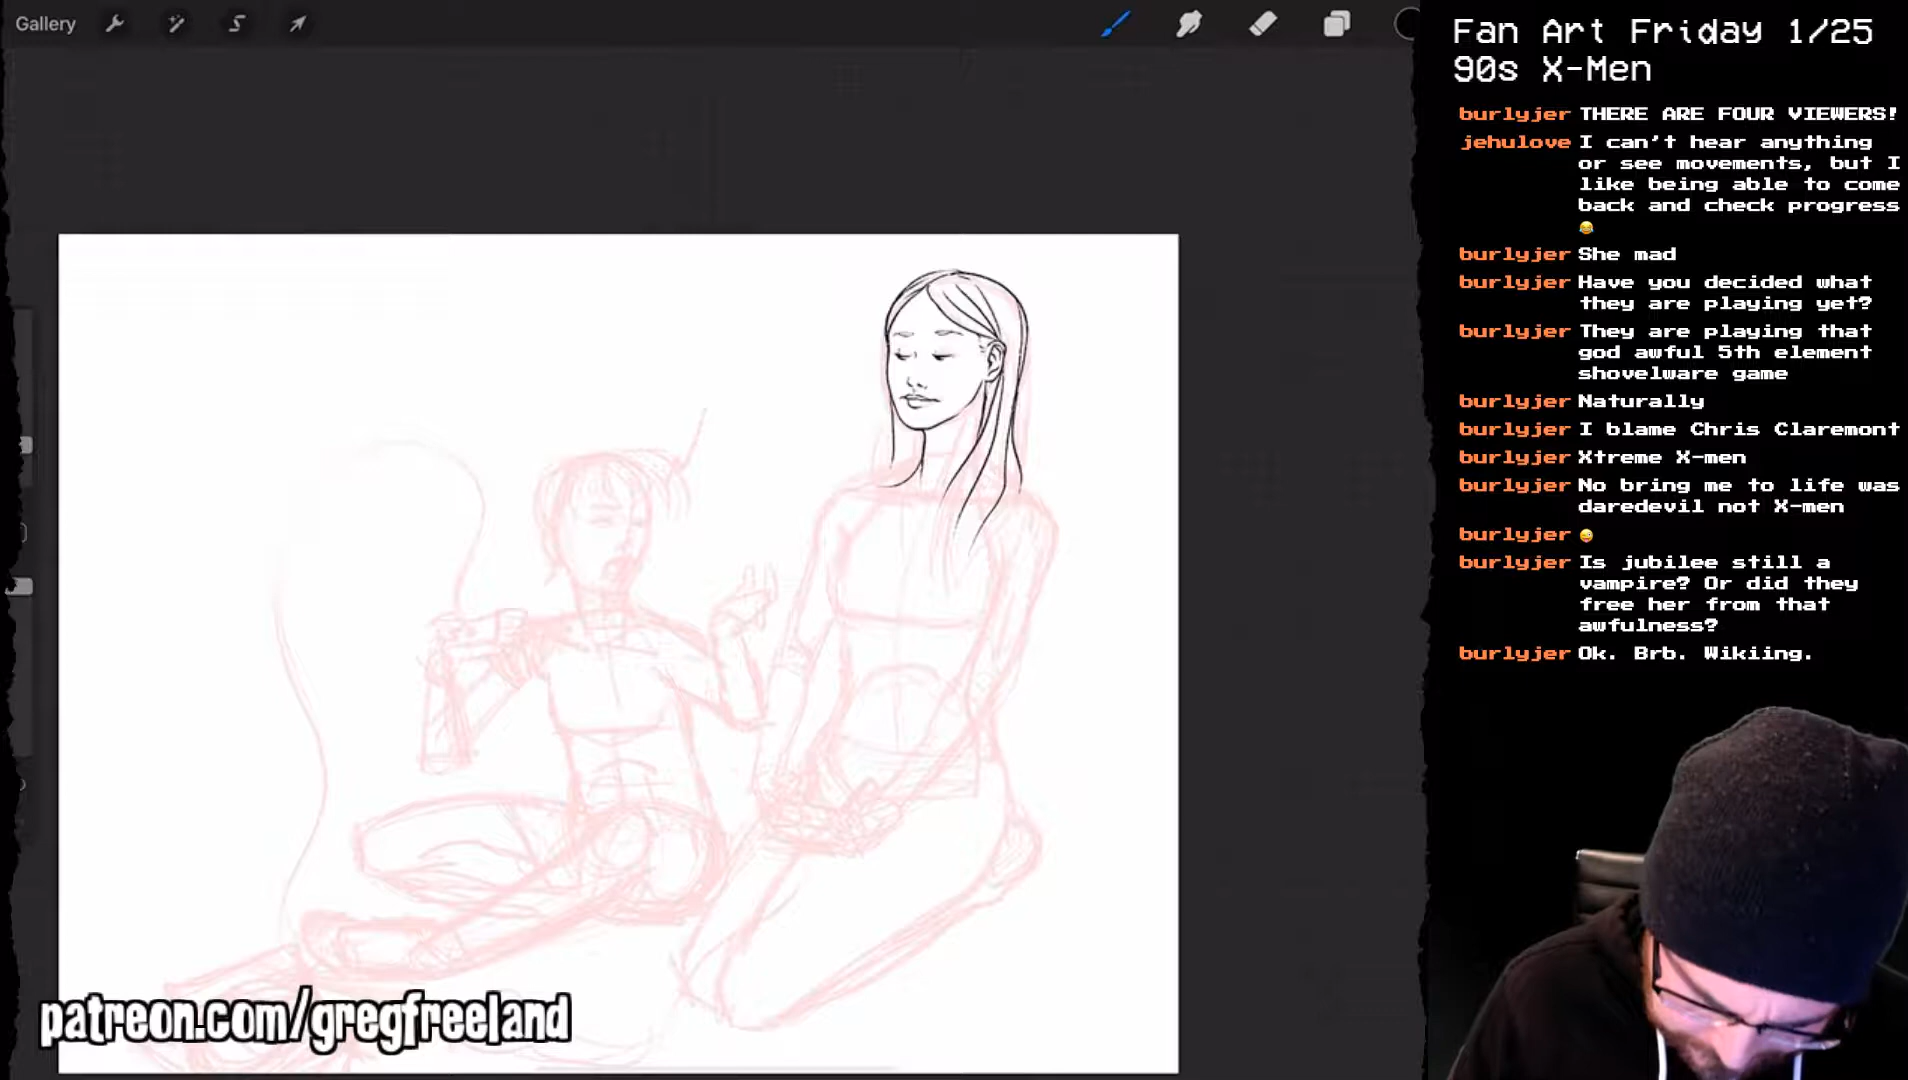 Gallery
Fan Art Friday 1/25
90s X-Men
burlyjer THERE ARE FOUR VIEWERS!
jehulove I can't hear anything
or see movements, but I
like being able to come
back and check progress
😂
burlyjer She mad
burlyjer Have you decided what
they are playing yet?
burlyjer They are playing that
god awful 5th element
shovelware game
burlyjer Naturally
burlyjer I blame Chris Claremont
burlyjer Xtreme X-men
burlyjer No bring me to life was
daredevil not X-men
burlyjer 😜
burlyjer Is jubilee still a
vampire? Or did they
free her from that
awfulness?
burlyjer Ok. Brb. Wikiing.
patreon.com/gregfreeland